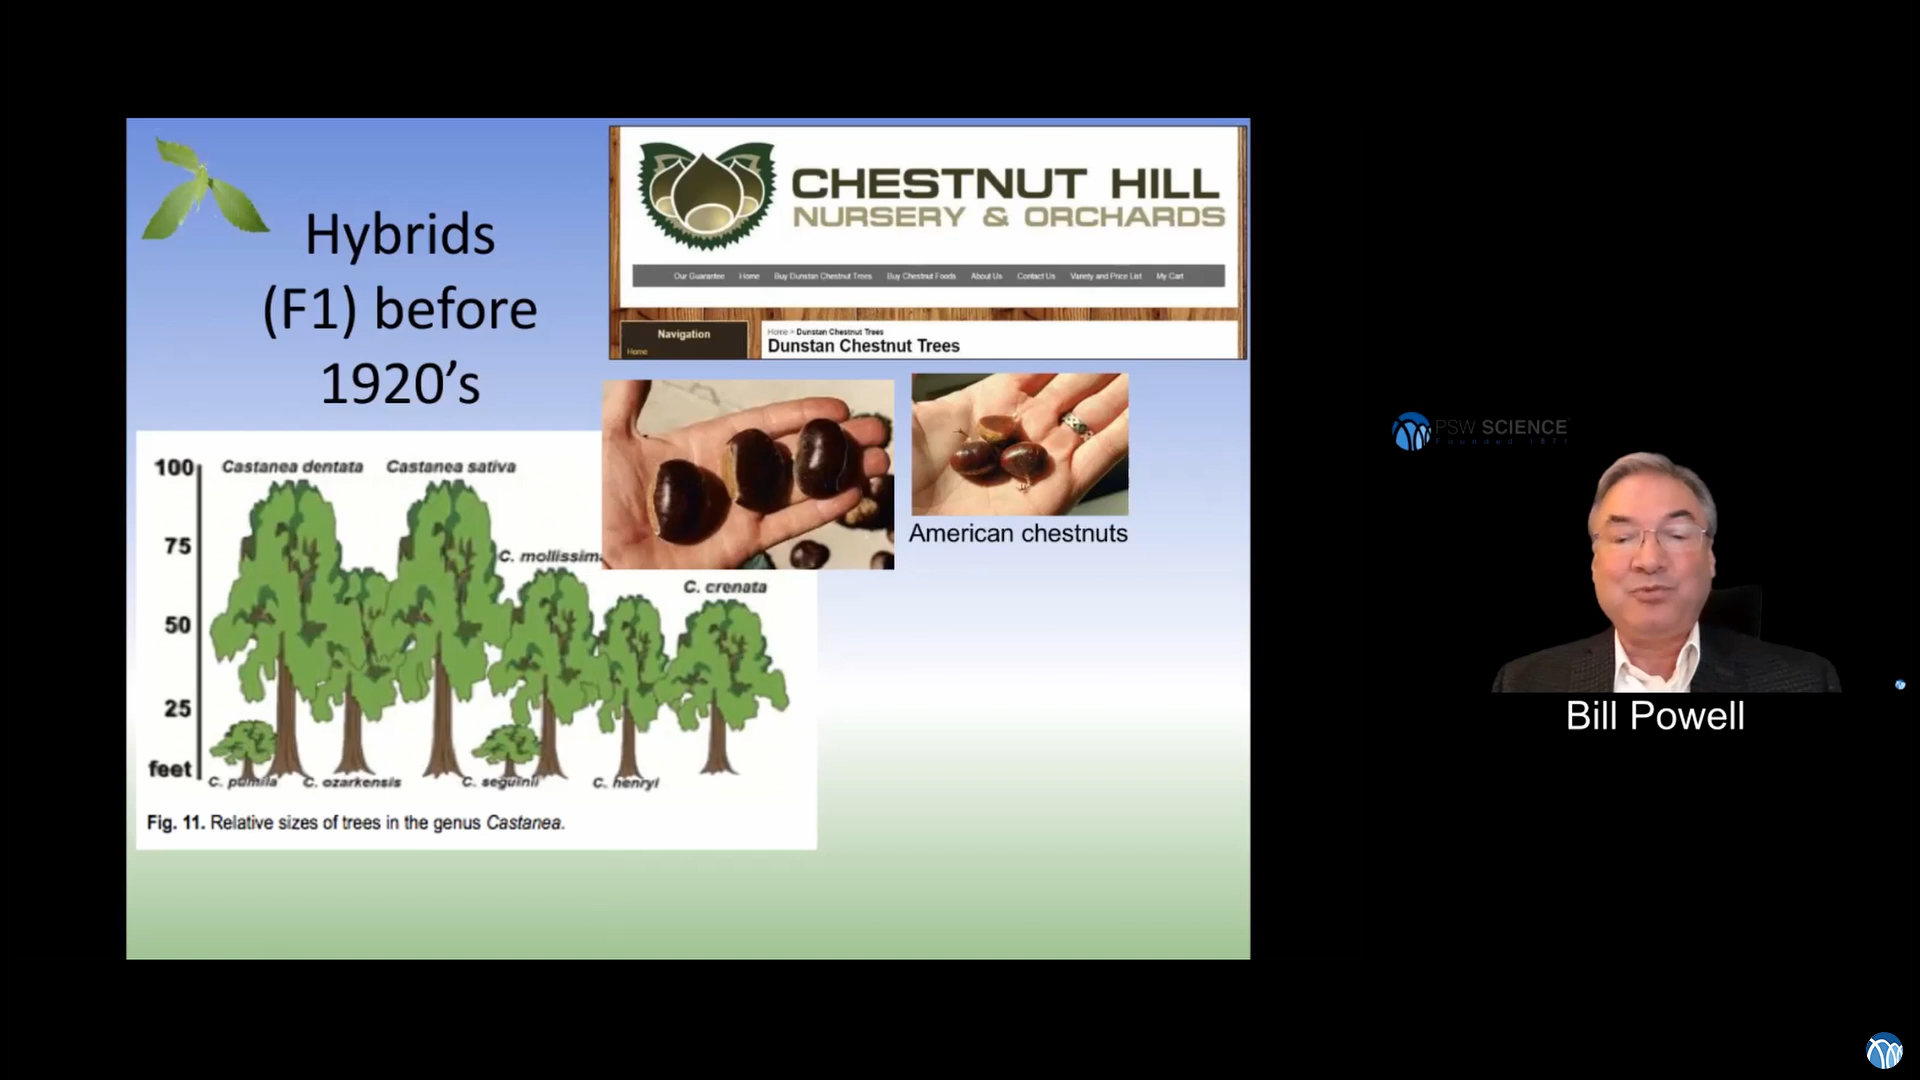 Hybrids
(F1) before
1920's
CHESTNUT HILL
NURSERY & ORCHARDS
Our Guarantee Home Buy Dunstan Chestnut Trees Buy Chestnut Foods About Us Contact Us Variety and Price List My Cart
Navigation
Home
Home > Dunstan Chestnut Trees
Dunstan Chestnut Trees
American chestnuts
100
75
50
25
feet
Castanea dentata Castanea sativa
C. mollissima
C. crenata
C. pumila C. ozarkensis C. seguinii C. henryi
Fig. 11. Relative sizes of trees in the genus Castanea.
PSW SCIENCE
Founded 1871
Bill Powell